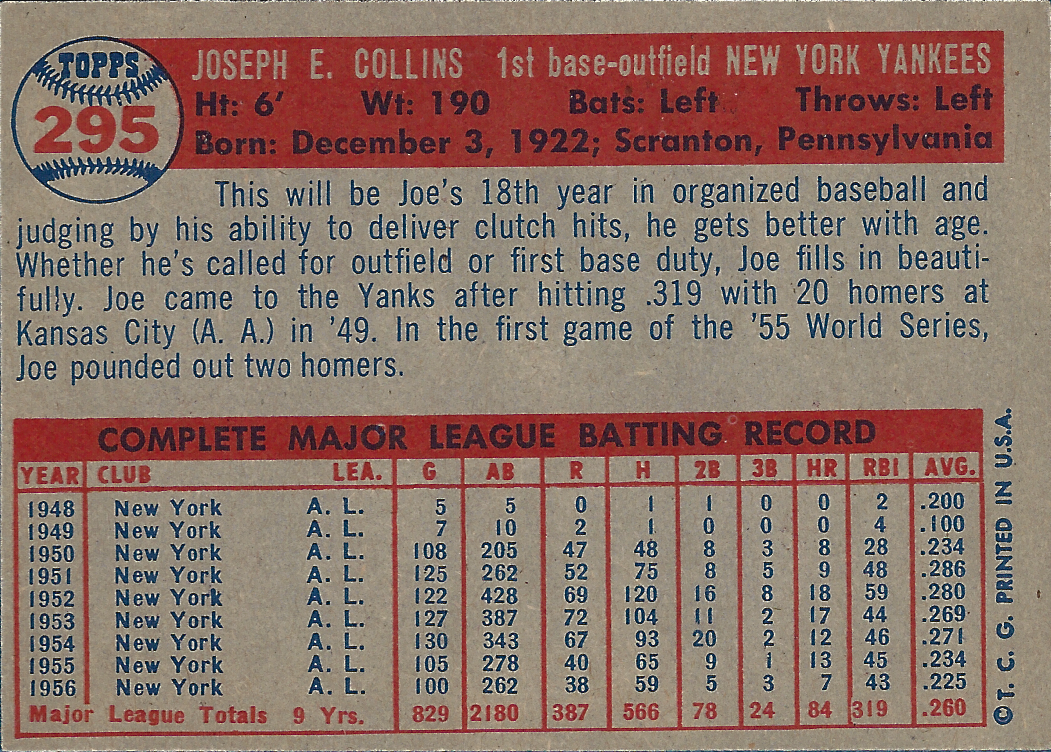 TOPPS
295
JOSEPH E. COLLINS 1st base-outfield NEW YORK YANKEES
Ht: 6' Wt: 190 Bats: Left Throws: Left
Born: December 3, 1922; Scranton, Pennsylvania
This will be Joe's 18th year in organized baseball and
judging by his ability to deliver clutch hits, he gets better with age.
Whether he's called for outfield or first base duty, Joe fills in beauti-
fully. Joe came to the Yanks after hitting .319 with 20 homers at
Kansas City (A. A.) in '49. In the first game of the '55 World Series,
Joe pounded out two homers.
COMPLETE MAJOR LEAGUE BATTING RECORD
YEAR CLUB LEA. G AB R H 2B 3B HR RBI AVG.
1948 New York A. L. 5 5 0 1 1 0 0 2 .200
1949 New York A. L. 7 10 2 1 0 0 0 4 .100
1950 New York A. L. 108 205 47 48 8 3 8 28 .234
1951 New York A. L. 125 262 52 75 8 5 9 48 .286
1952 New York A. L. 122 428 69 120 16 8 18 59 .280
1953 New York A. L. 127 387 72 104 11 2 17 44 .269
1954 New York A. L. 130 343 67 93 20 2 12 46 .271
1955 New York A. L. 105 278 40 65 9 1 13 45 .234
1956 New York A. L. 100 262 38 59 5 3 7 43 .225
Major League Totals 9 Yrs. 829 2180 387 566 78 24 84 319 .260
© T. C. G. PRINTED IN U.S.A.